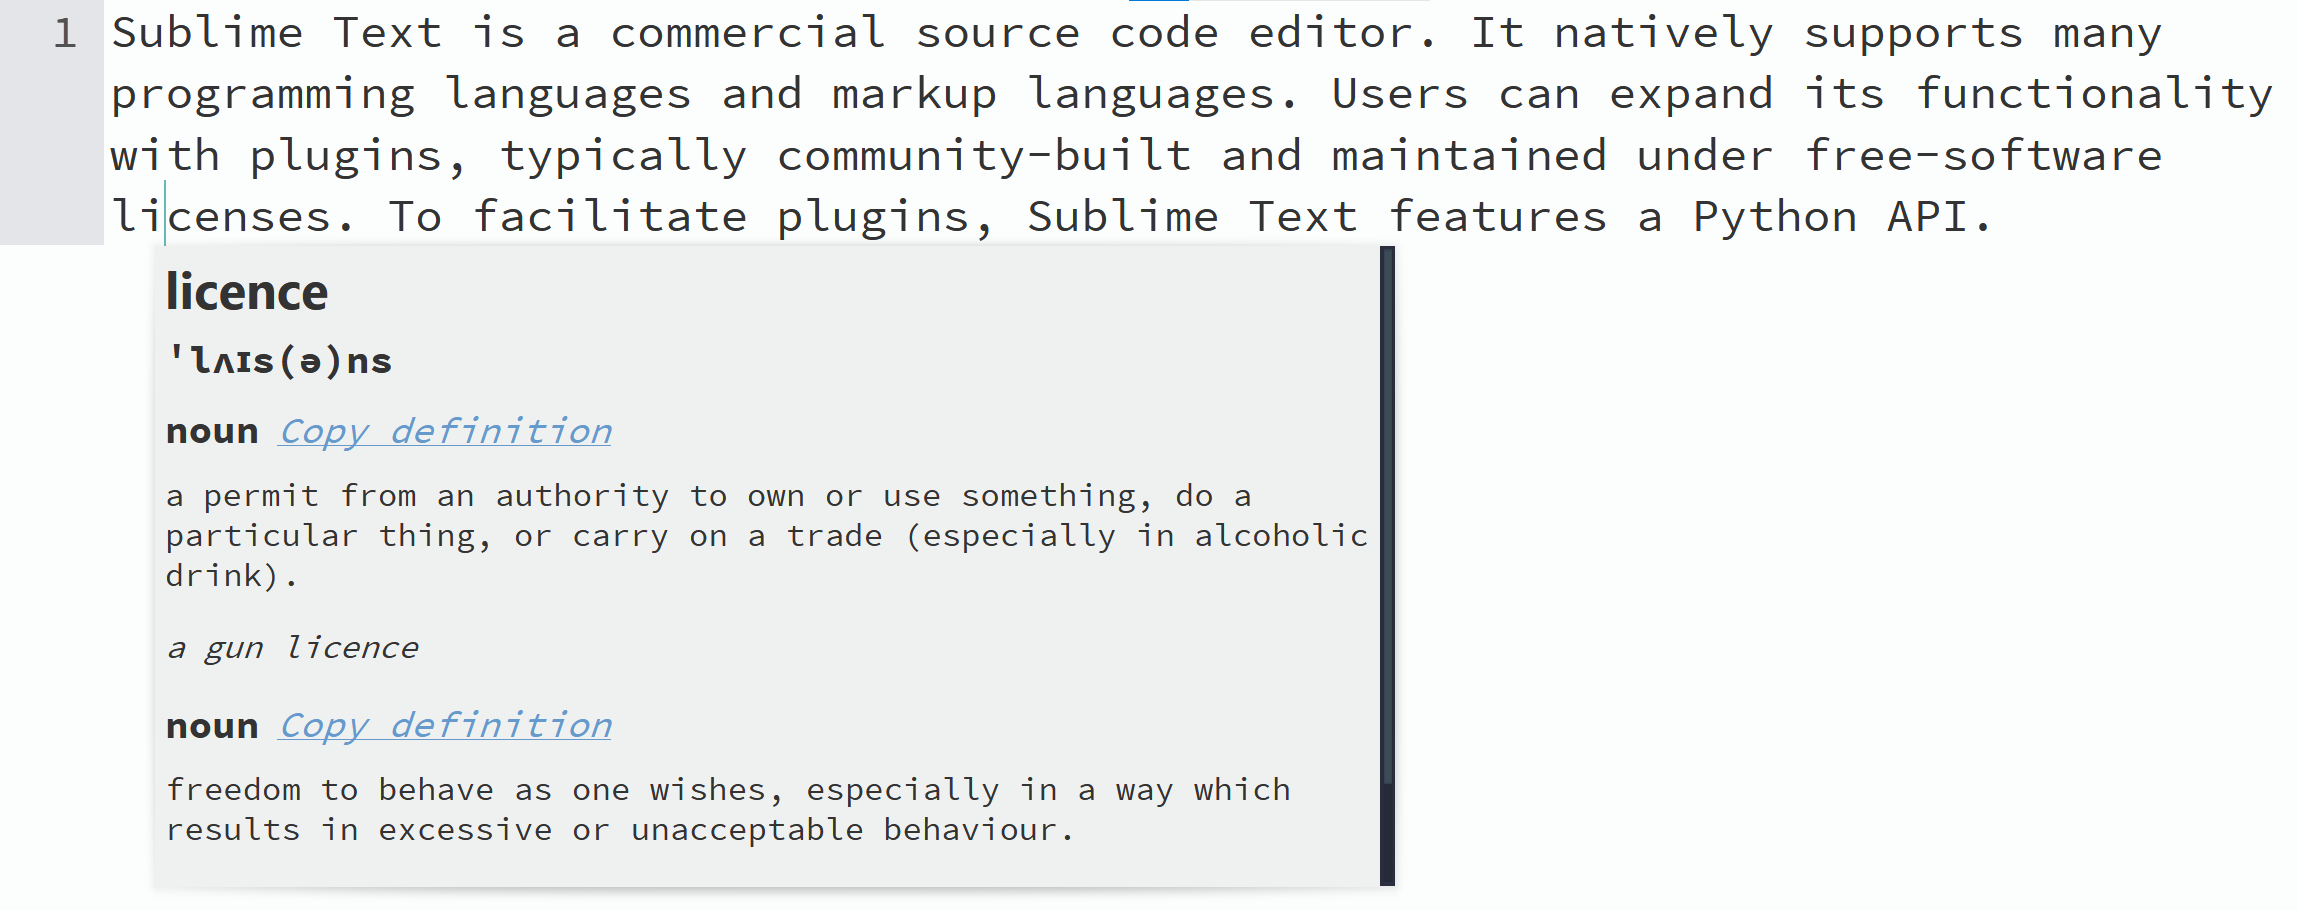 1 Sublime Text is a commercial source code editor. It natively supports many
programming languages and markup languages. Users can expand its functionality
with plugins, typically community-built and maintained under free-software
licenses. To facilitate plugins, Sublime Text features a Python API.
licence
ˈlʌɪs(ə)ns
noun Copy definition
a permit from an authority to own or use something, do a
particular thing, or carry on a trade (especially in alcoholic
drink).
a gun licence
noun Copy definition
freedom to behave as one wishes, especially in a way which
results in excessive or unacceptable behaviour.